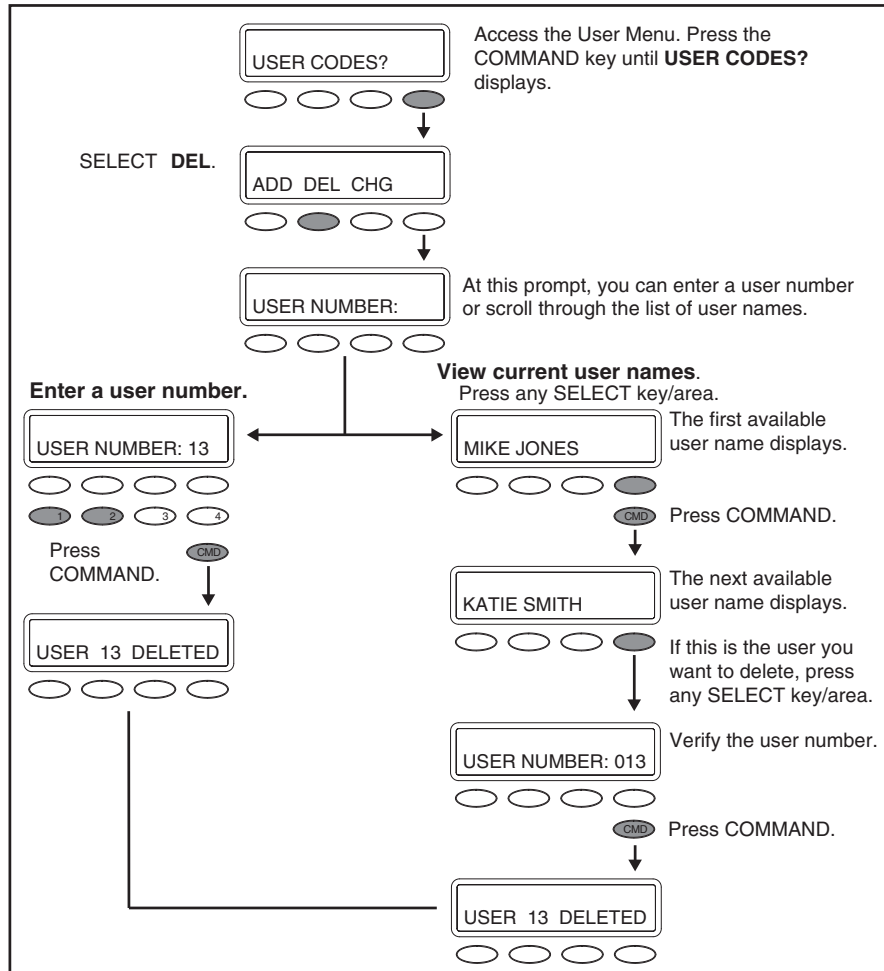 USER CODES?
Access the User Menu. Press the
COMMAND key until USER CODES?
displays.
SELECT DEL.
ADD DEL CHG
USER NUMBER:
At this prompt, you can enter a user number
or scroll through the list of user names.
Enter a user number.
USER NUMBER: 13
1 2 3 4
Press
COMMAND.
CMD
USER 13 DELETED
View current user names.
Press any SELECT key/area.
MIKE JONES
The first available
user name displays.
CMD
Press COMMAND.
KATIE SMITH
The next available
user name displays.
If this is the user you
want to delete, press
any SELECT key/area.
USER NUMBER: 013
Verify the user number.
CMD
Press COMMAND.
USER 13 DELETED